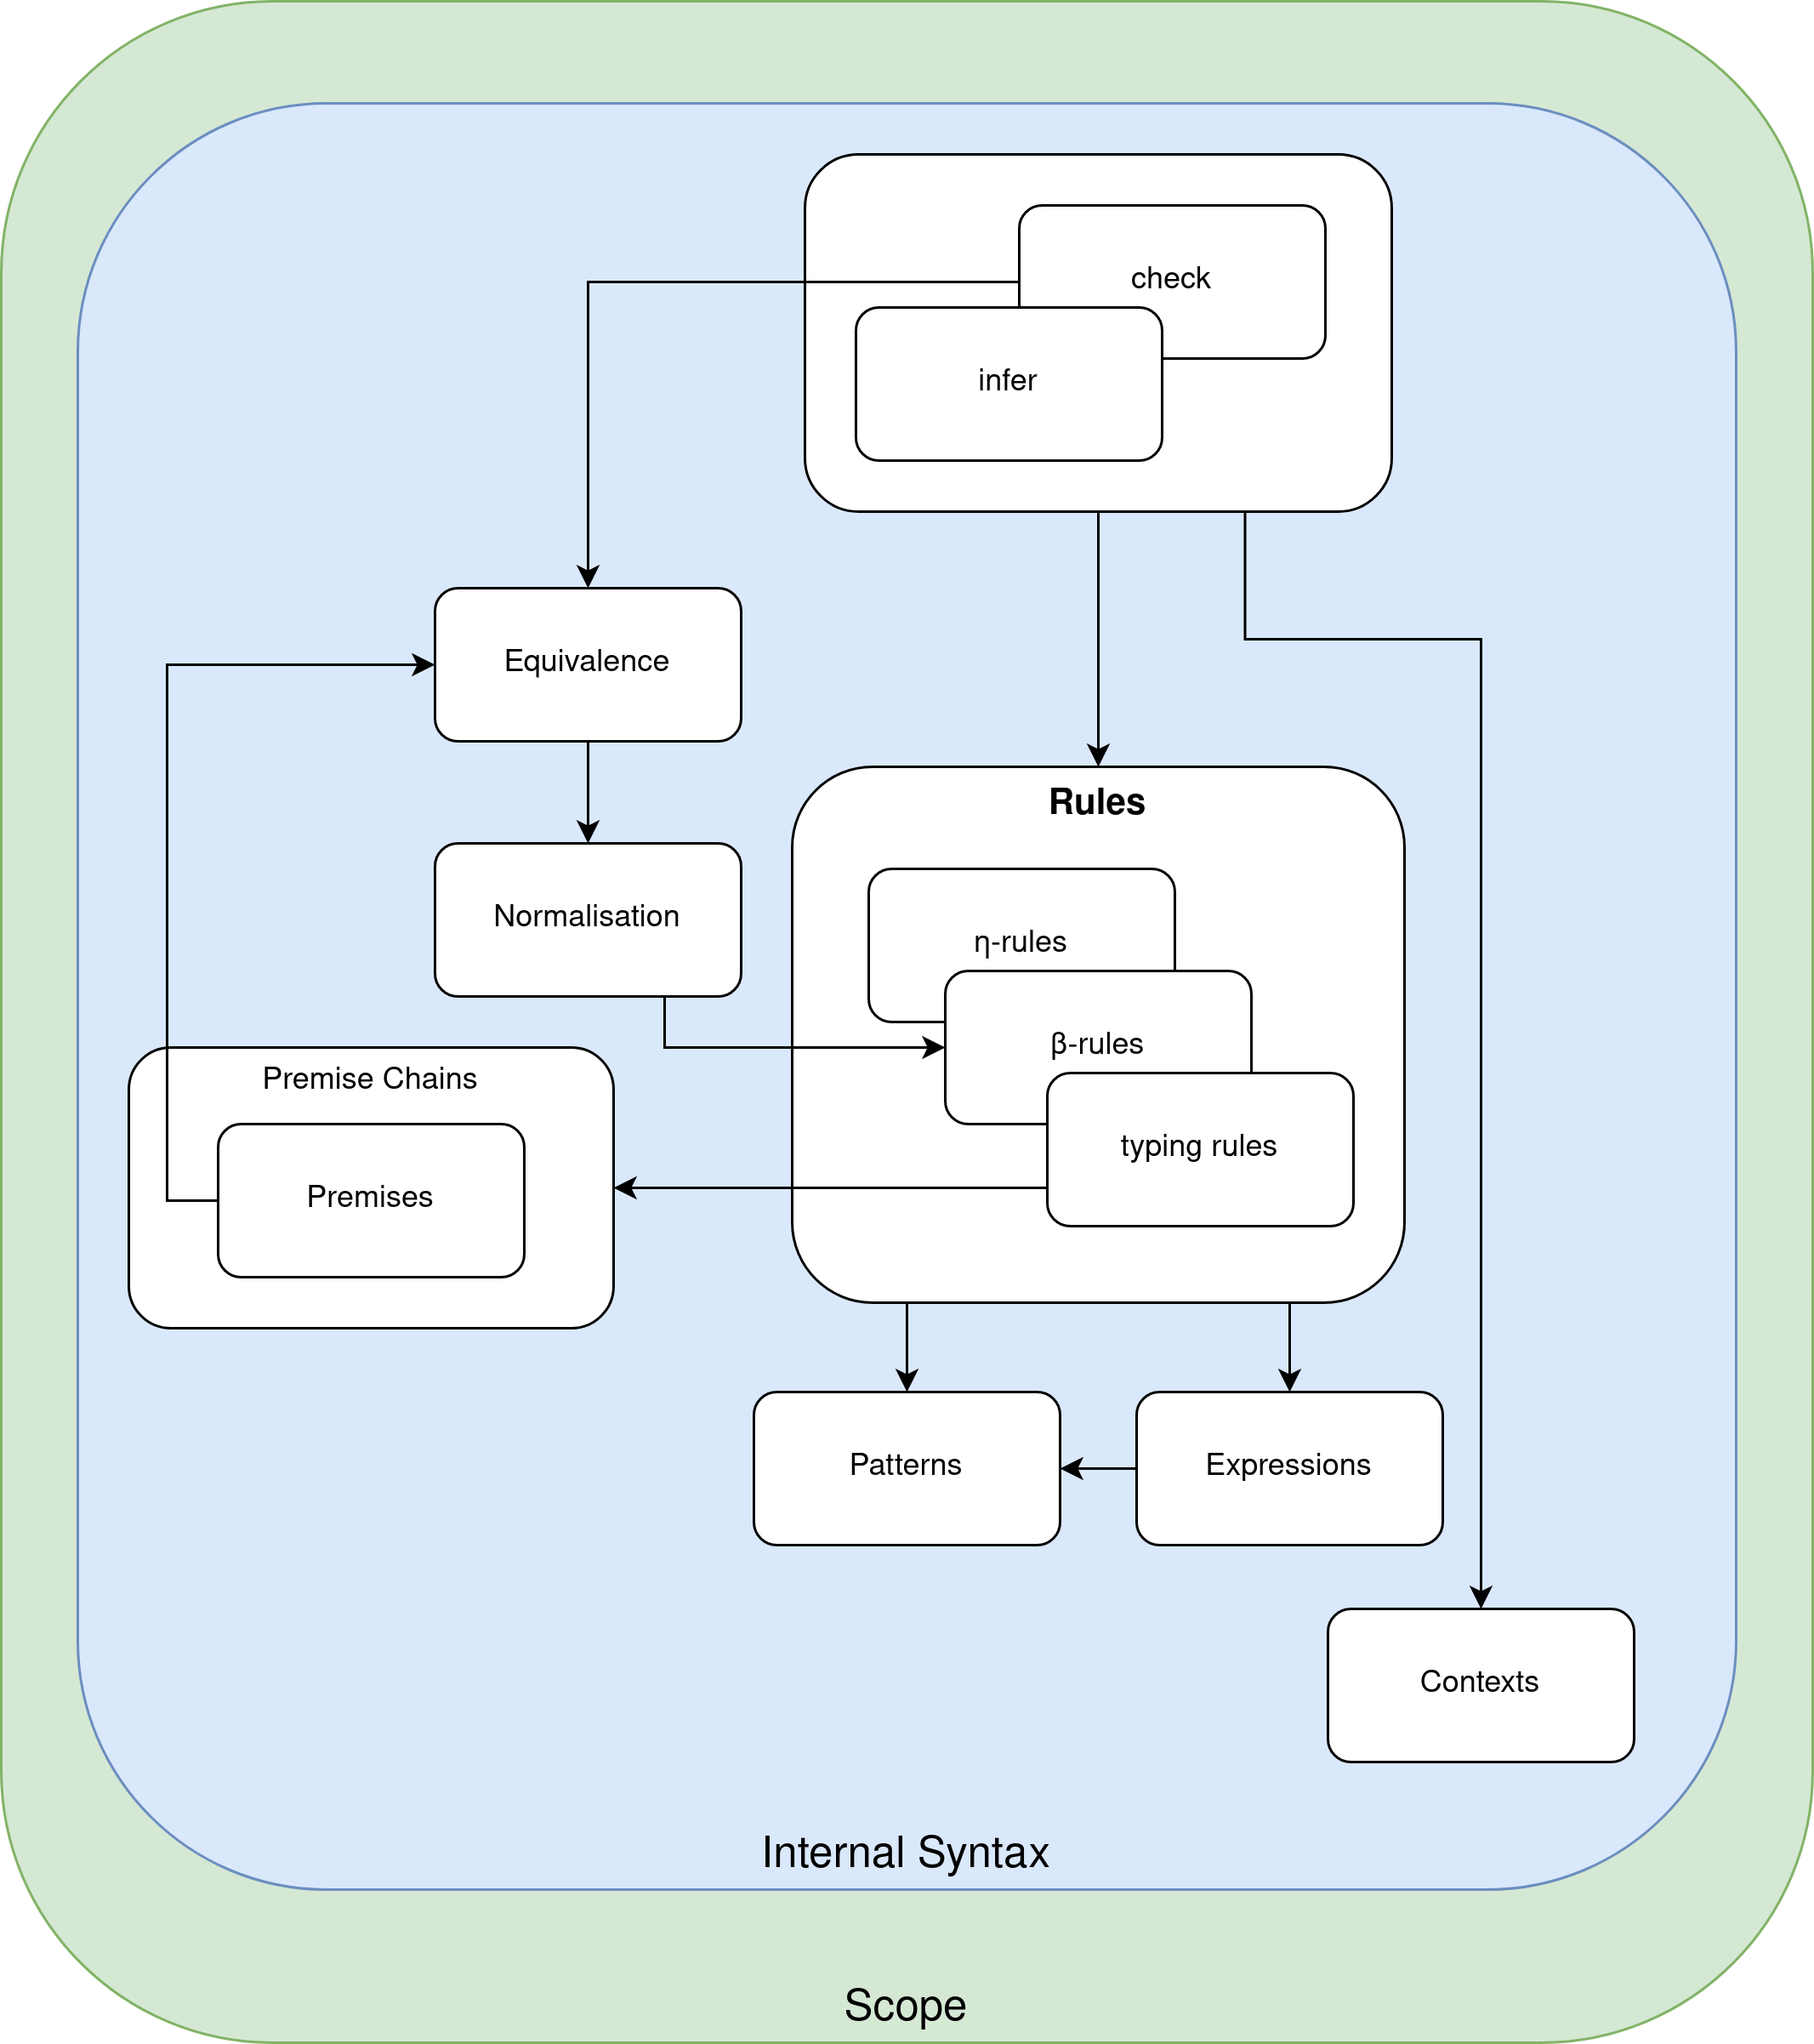 check
infer
Equivalence
Rules
Normalisation
η-rules
β-rules
Premise Chains
typing rules
Premises
Patterns
Expressions
Contexts
Internal Syntax
Scope